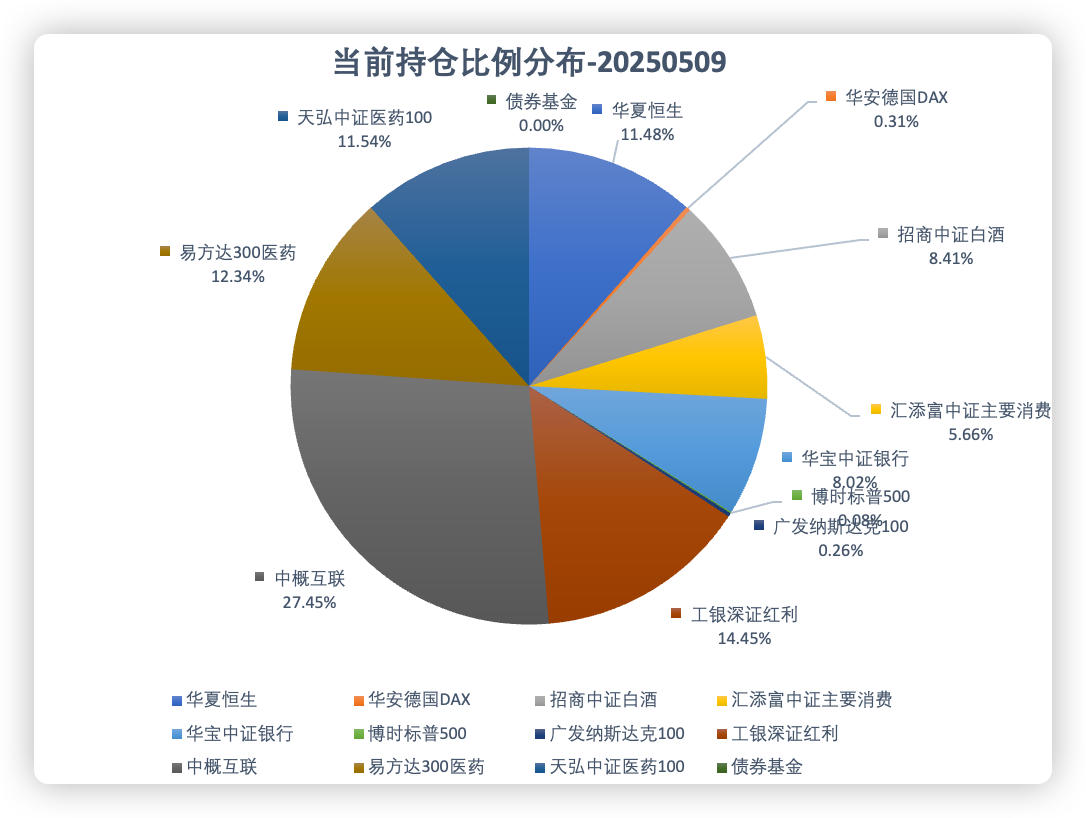 当前持仓比例分布-20250509
债券基金
0.00%
华夏恒生
11.48%
华安德国DAX
0.31%
天弘中证医药100
11.54%
招商中证白酒
8.41%
易方达300医药
12.34%
汇添富中证主要消费
5.66%
华宝中证银行
8.02%
博时标普500
0.08%
广发纳斯达克100
0.26%
中概互联
27.45%
工银深证红利
14.45%
华夏恒生 华安德国DAX 招商中证白酒 汇添富中证主要消费
华宝中证银行 博时标普500 广发纳斯达克100 工银深证红利
中概互联 易方达300医药 天弘中证医药100 债券基金